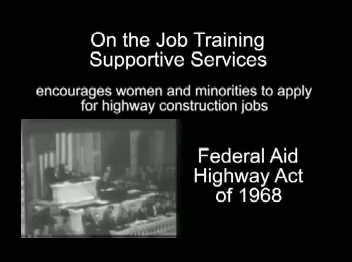 On the Job Training
Supportive Services
encourages women and minorities to apply
for highway construction jobs
Federal Aid
Highway Act
of 1968